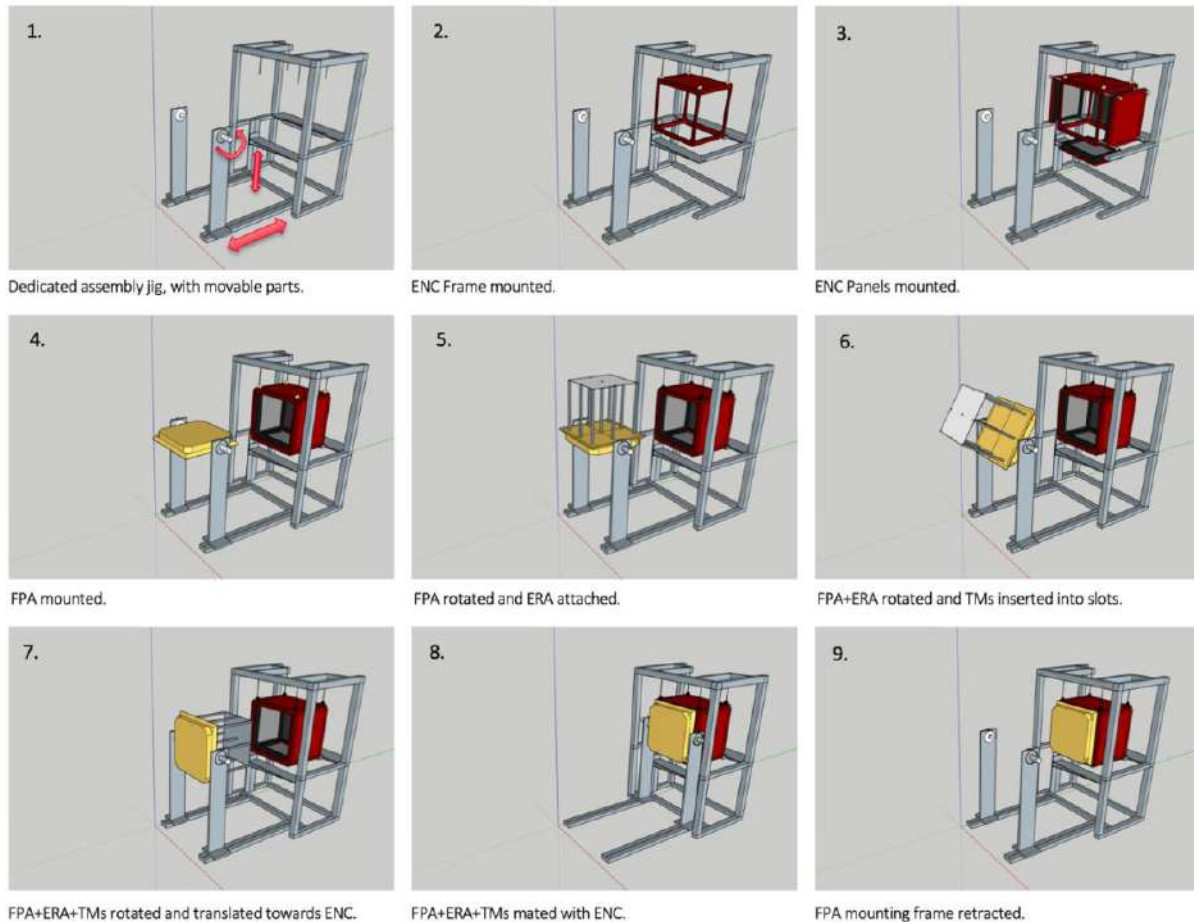 1.
2.
3.
Dedicated assembly jig, with movable parts.
ENC Frame mounted.
ENC Panels mounted.
4.
5.
6.
FPA mounted.
FPA rotated and ERA attached.
FPA+ERA rotated and TMs inserted into slots.
7.
8.
9.
FPA+ERA+TMs rotated and translated towards ENC.
FPA+ERA+TMs mated with ENC.
FPA mounting frame retracted.